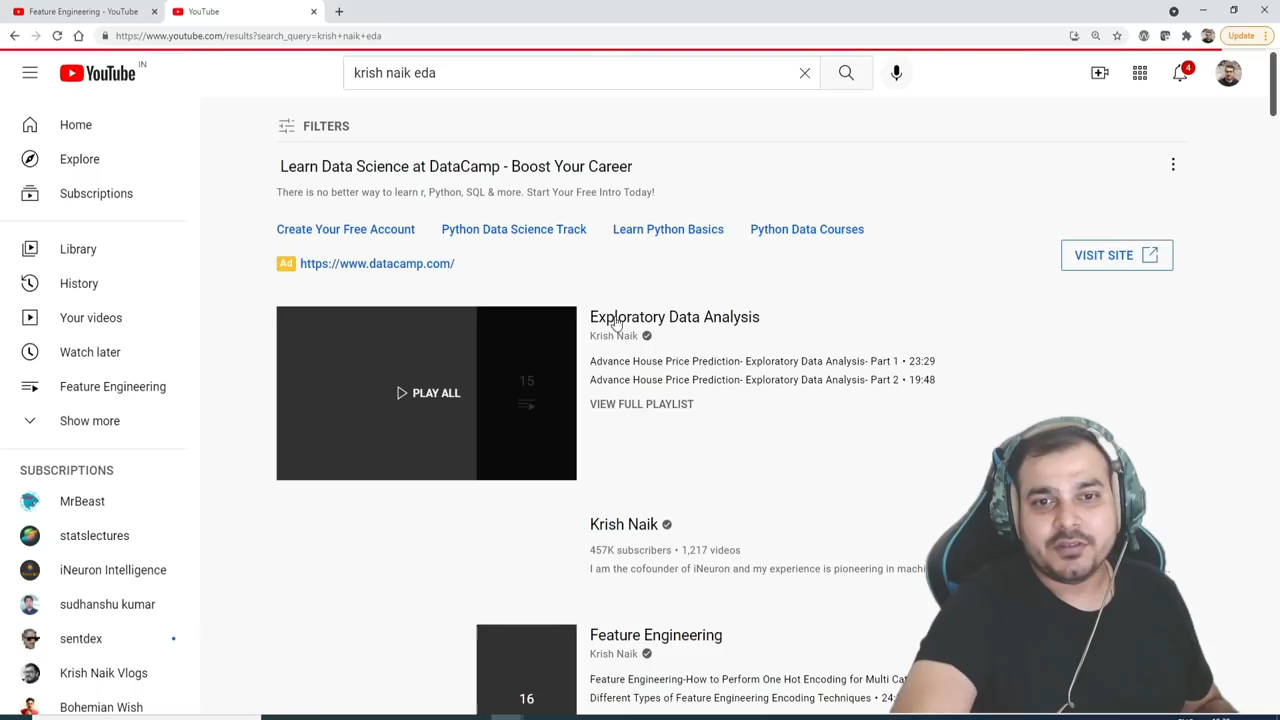 Feature Engineering - YouTube
YouTube
https://www.youtube.com/results?search_query=krish+naik+eda
Update
YouTube IN
krish naik eda
4
Home
Explore
Subscriptions
Library
History
Your videos
Watch later
Feature Engineering
Show more
SUBSCRIPTIONS
MrBeast
statslectures
iNeuron Intelligence
sudhanshu kumar
sentdex
Krish Naik Vlogs
Bohemian Wish
FILTERS
Learn Data Science at DataCamp - Boost Your Career
There is no better way to learn r, Python, SQL & more. Start Your Free Intro Today!
Create Your Free Account
Python Data Science Track
Learn Python Basics
Python Data Courses
Ad https://www.datacamp.com/
VISIT SITE
PLAY ALL
15
Exploratory Data Analysis
Krish Naik
Advance House Price Prediction- Exploratory Data Analysis- Part 1 • 23:29
Advance House Price Prediction- Exploratory Data Analysis- Part 2 • 19:48
VIEW FULL PLAYLIST
Krish Naik
457K subscribers • 1,217 videos
I am the cofounder of iNeuron and my experience is pioneering in
16
Feature Engineering
Krish Naik
Feature Engineering-How to Perform One Hot Encoding for Multi
Different Types of Feature Engineering Encoding Techniques •